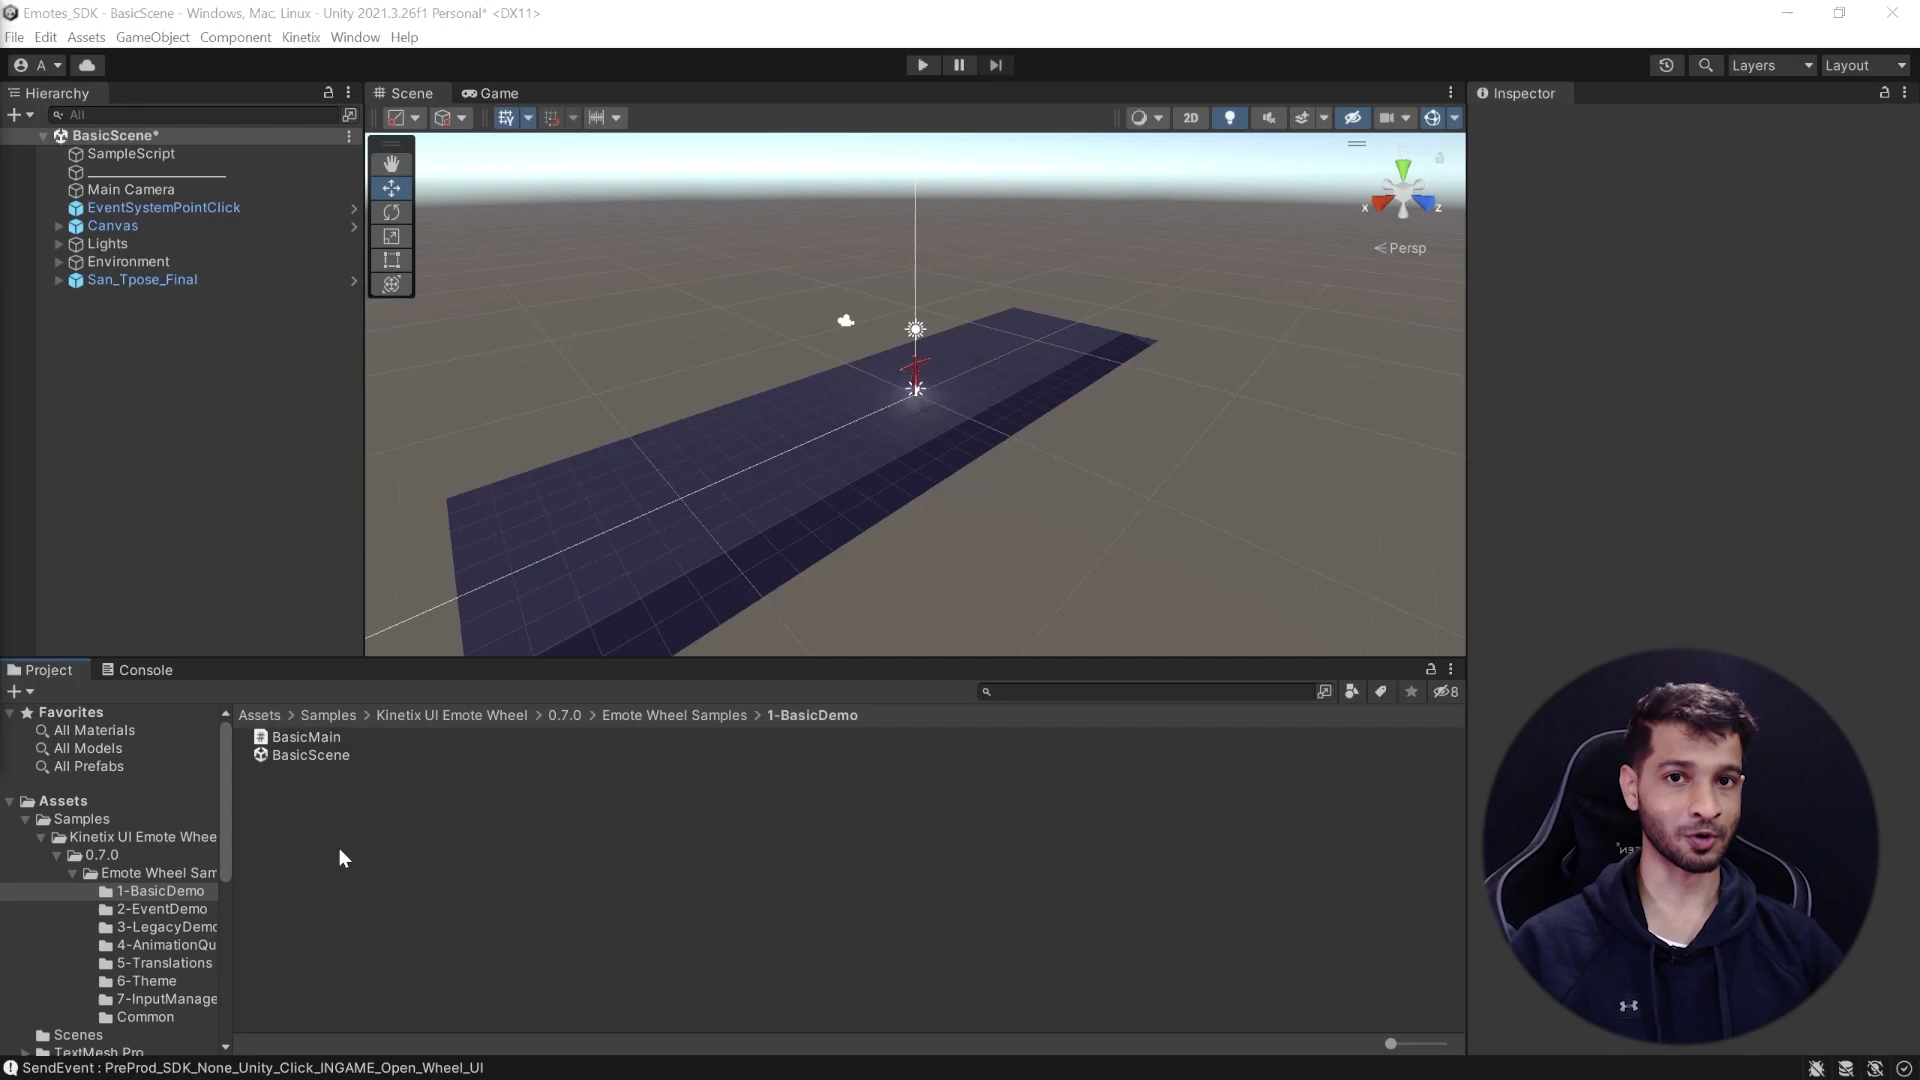 Emotes_SDK - BasicScene - Windows, Mac, Linux - Unity 2021.3.26f1 Personal* <DX11>
File Edit Assets GameObject Component Kinetix Window Help
A Layers Layout
Hierarchy
All
BasicScene*
SampleScript
Main Camera
EventSystemPointClick
Canvas
Lights
Environment
San_Tpose_Final
Scene Game
2D
x z
Persp
Inspector
Project Console
8
Favorites
All Materials
All Models
All Prefabs
Assets
Samples
Kinetix UI Emote Whee
0.7.0
Emote Wheel Sam
1-BasicDemo
2-EventDemo
3-LegacyDemo
4-AnimationQu
5-Translations
6-Theme
7-InputManage
Common
Scenes
TextMesh Pro
Assets > Samples > Kinetix UI Emote Wheel > 0.7.0 > Emote Wheel Samples > 1-BasicDemo
BasicMain
BasicScene
SendEvent : PreProd_SDK_None_Unity_Click_INGAME_Open_Wheel_UI